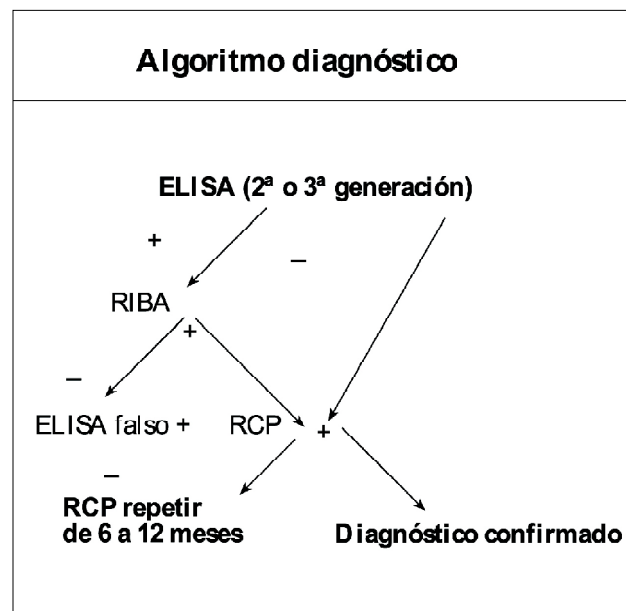 Algoritmo diagnóstico
ELISA (2ª o 3ª generación)
+
–
RIBA
+
–
ELISA falso +
RCP
+
–
RCP repetir
de 6 a 12 meses
Diagnóstico confirmado